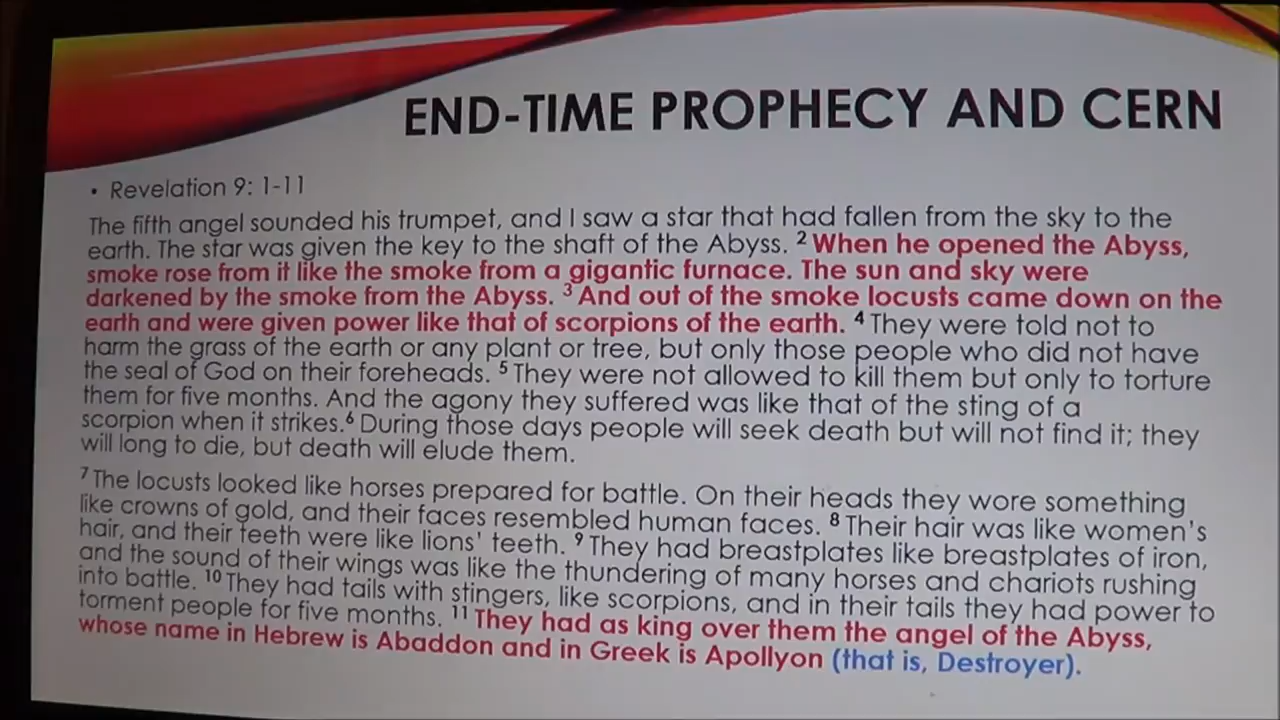 END-TIME PROPHECY AND CERN
• Revelation 9: 1-11
The fifth angel sounded his trumpet, and I saw a star that had fallen from the sky to the
earth. The star was given the key to the shaft of the Abyss. 2 When he opened the Abyss,
smoke rose from it like the smoke from a gigantic furnace. The sun and sky were
darkened by the smoke from the Abyss. 3 And out of the smoke locusts came down on the
earth and were given power like that of scorpions of the earth. 4 They were told not to
harm the grass of the earth or any plant or tree, but only those people who did not have
the seal of God on their foreheads. 5 They were not allowed to kill them but only to torture
them for five months. And the agony they suffered was like that of the sting of a
scorpion when it strikes.6 During those days people will seek death but will not find it; they
will long to die, but death will elude them.
7 The locusts looked like horses prepared for battle. On their heads they wore something
like crowns of gold, and their faces resembled human faces. 8 Their hair was like women's
hair, and their teeth were like lions' teeth. 9 They had breastplates like breastplates of iron,
and the sound of their wings was like the thundering of many horses and chariots rushing
into battle. 10 They had tails with stingers, like scorpions, and in their tails they had power to
torment people for five months. 11 They had as king over them the angel of the Abyss,
whose name in Hebrew is Abaddon and in Greek is Apollyon (that is, Destroyer).